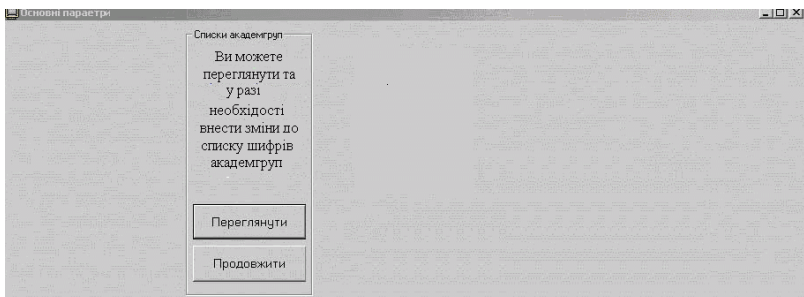 Основні параетри
Списки академгруп
Ви можете
переглянути та
у разі
необхідості
внести зміни до
списку шифрів
академгруп
Переглянути
Продовжити